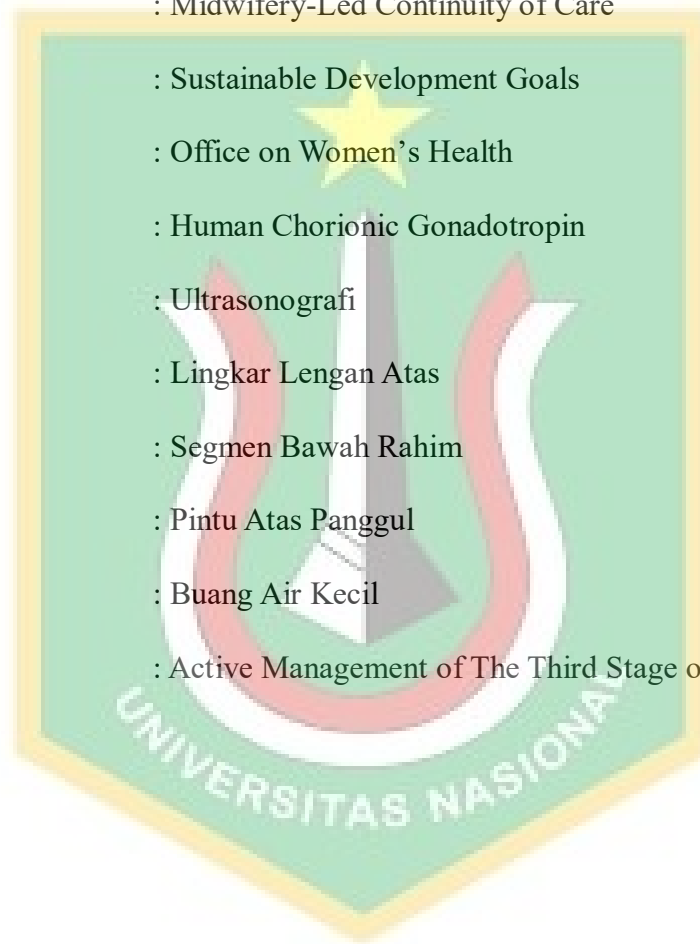 : Midwifery-Led Continuity of Care
: Sustainable Development Goals
: Office on Women’s Health
: Human Chorionic Gonadotropin
: Ultrasonografi
: Lingkar Lengan Atas
: Segmen Bawah Rahim
: Pintu Atas Panggul
: Buang Air Kecil
: Active Management of The Third Stage o
UNIVERSITAS NASIONAL